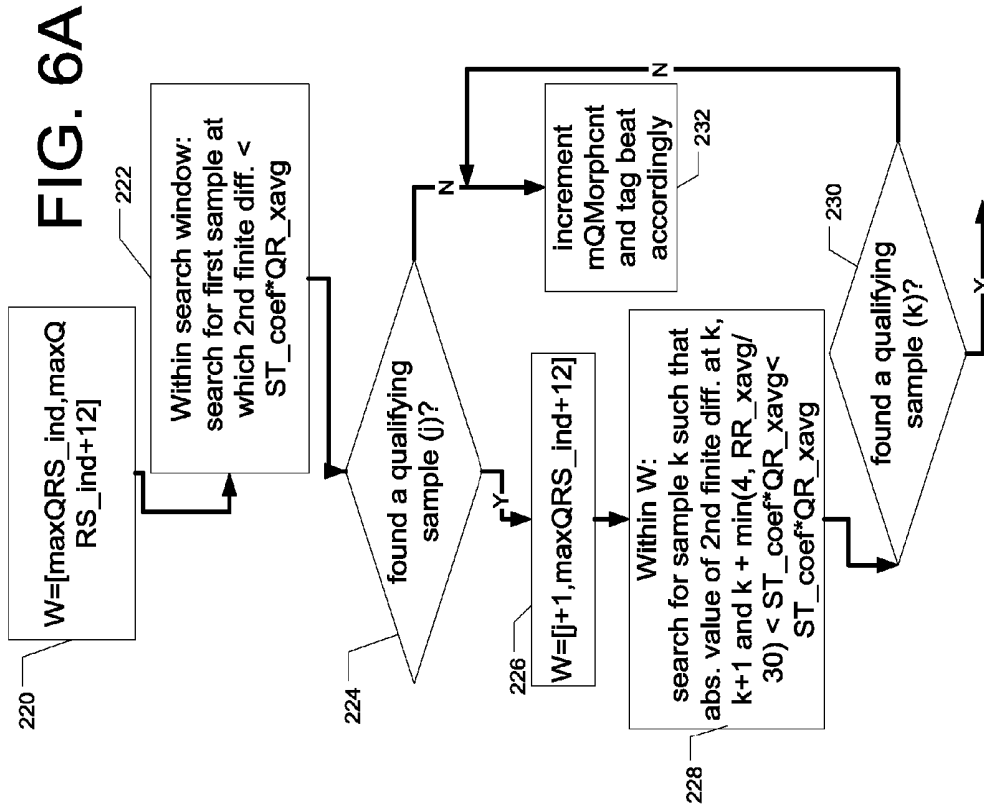 FIG. 6A
220
W=[maxQRS_ind,maxQ
RS_ind+12]
222
Within search window:
search for first sample at
which 2nd finite diff. <
ST_coef*QR_xavg
224
found a qualifying
sample (j)?
N
Y
226
W=[j+1,maxQRS_ind+12]
increment
mQMorphcnt
and tag beat
accordingly
232
228
Within W:
search for sample k such that
abs. value of 2nd finite diff. at k,
k+1 and k + min(4, RR_xavg/
30) < ST_coef*QR_xavg<
ST_coef*QR_xavg
230
found a qualifying
sample (k)?
N
Y